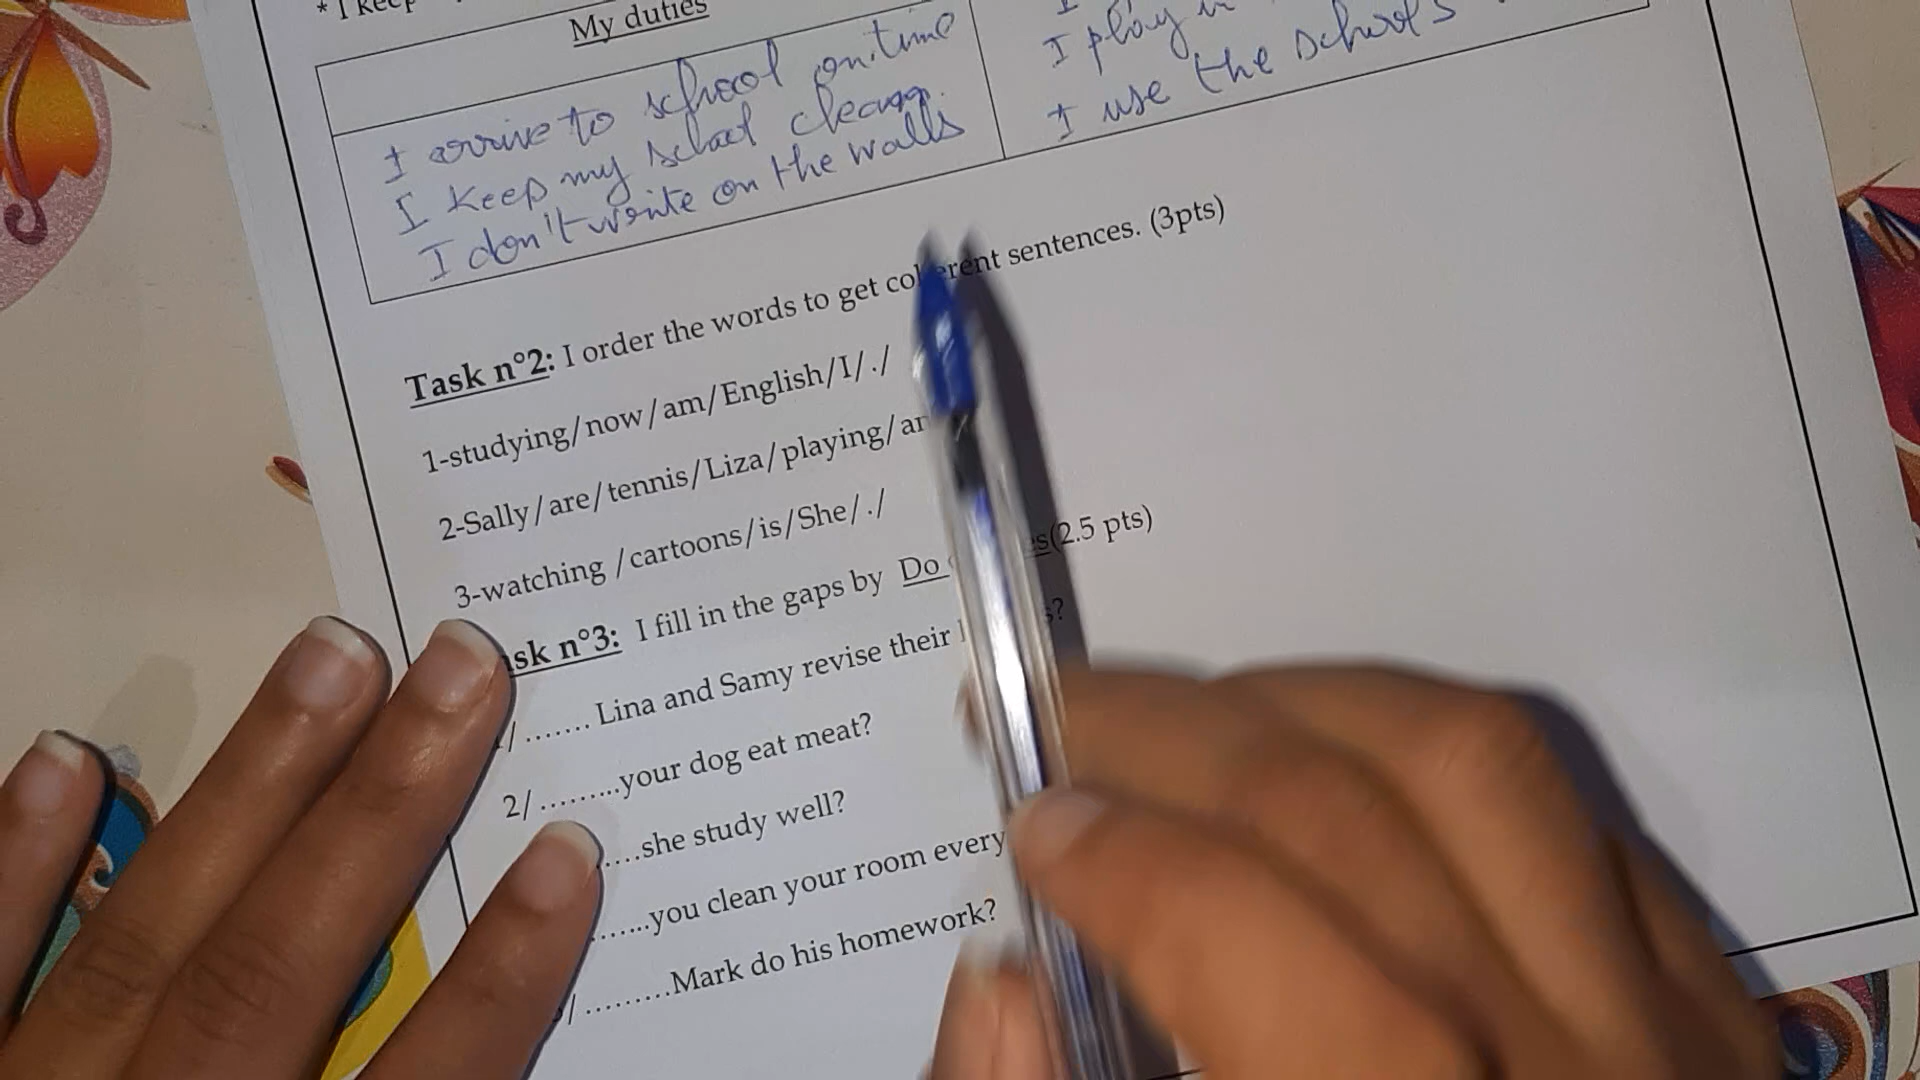 * I keep
My duties
I arrive to school on time
I keep my school clean
I don't write on the walls
I play in
I use the school's
Task n°2: I order the words to get coherent sentences. (3pts)
1-studying/now/am/English/I/./
2-Sally/are/tennis/Liza/playing/
3-watching /cartoons/is/She/./
n°3: I fill in the gaps by Do (2.5 pts)
/ ....... Lina and Samy revise their
2/ .........your dog eat meat?
....she study well?
.......you clean your room every
/ .........Mark do his homework?